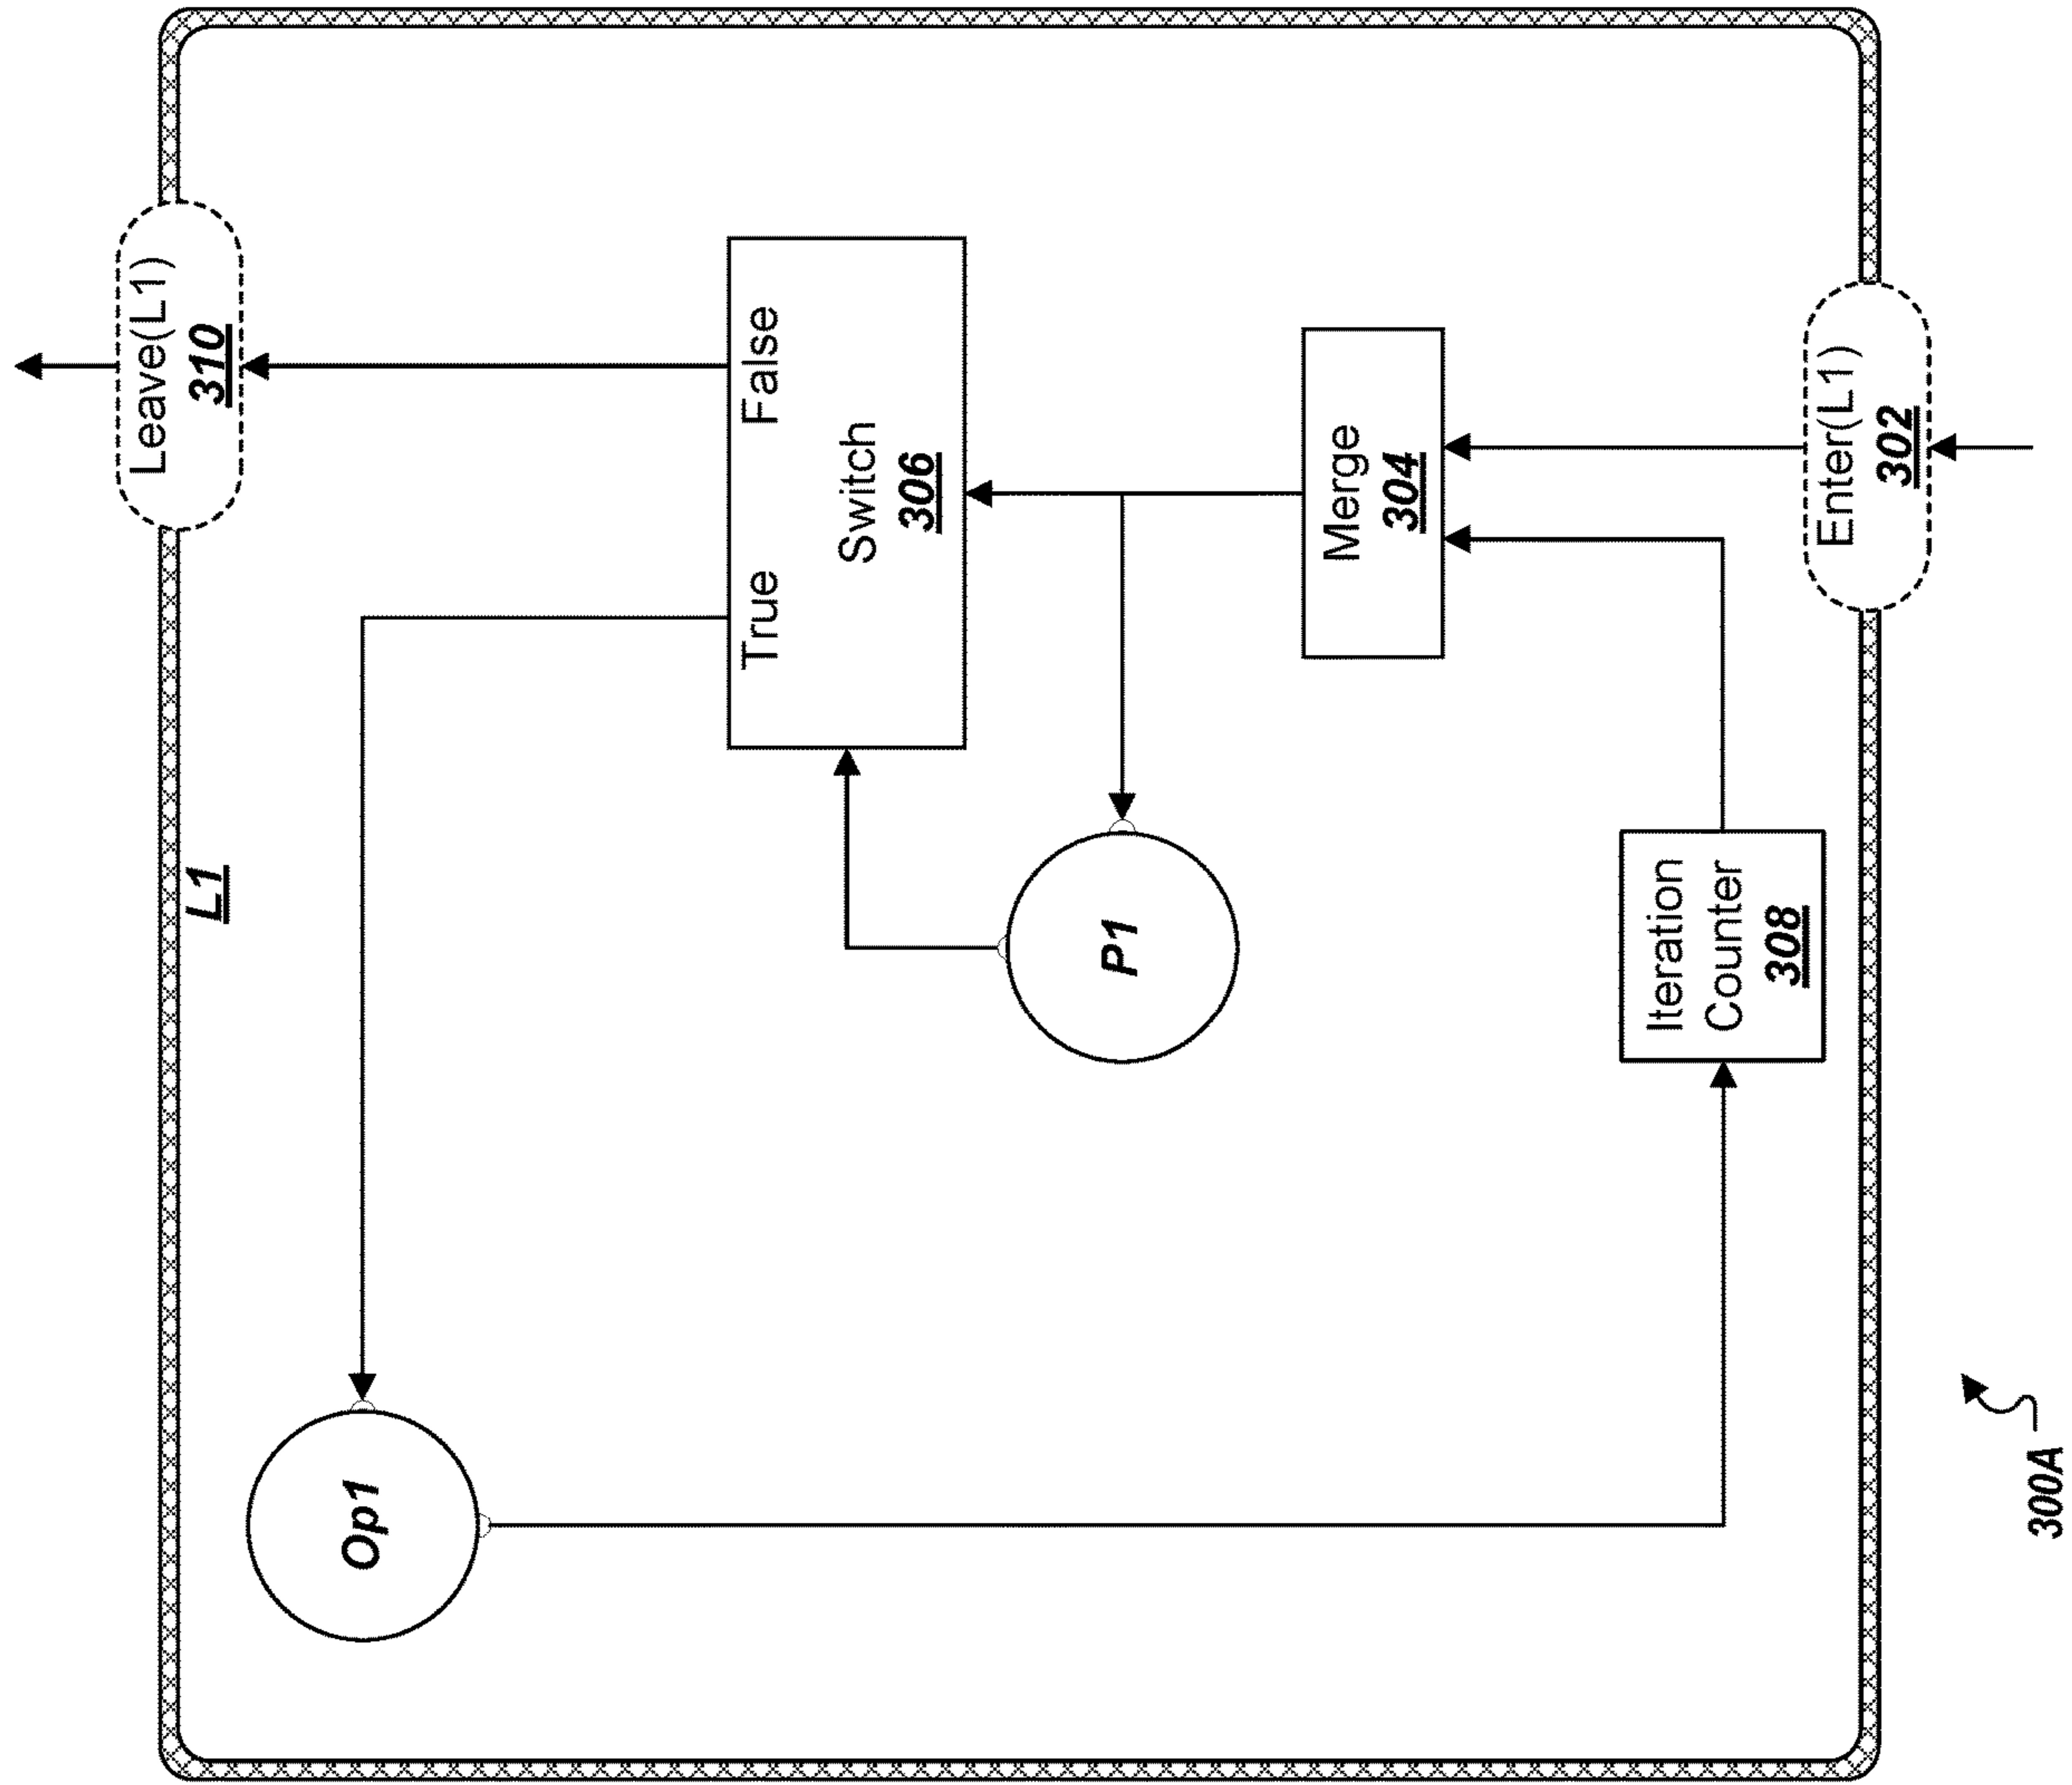 L1
Leave(L1)
310
True
False
Switch
306
Op1
P1
Merge
304
Iteration
Counter
308
Enter(L1)
302
300A